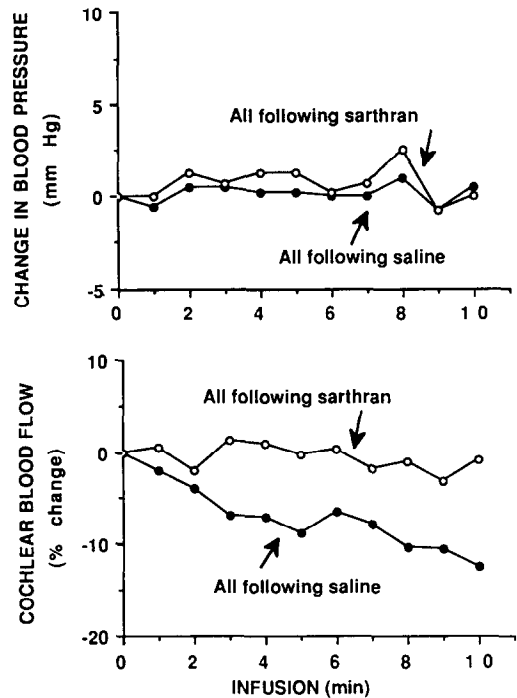 CHANGE IN BLOOD PRESSURE
(mm Hg)
10
5
0
-5
All following sarthran
All following saline
0 2 4 6 8 1 0
COCHLEAR BLOOD FLOW
(% change)
10
0
-10
-20
All following sarthran
All following saline
0 2 4 6 8 1 0
INFUSION (min)